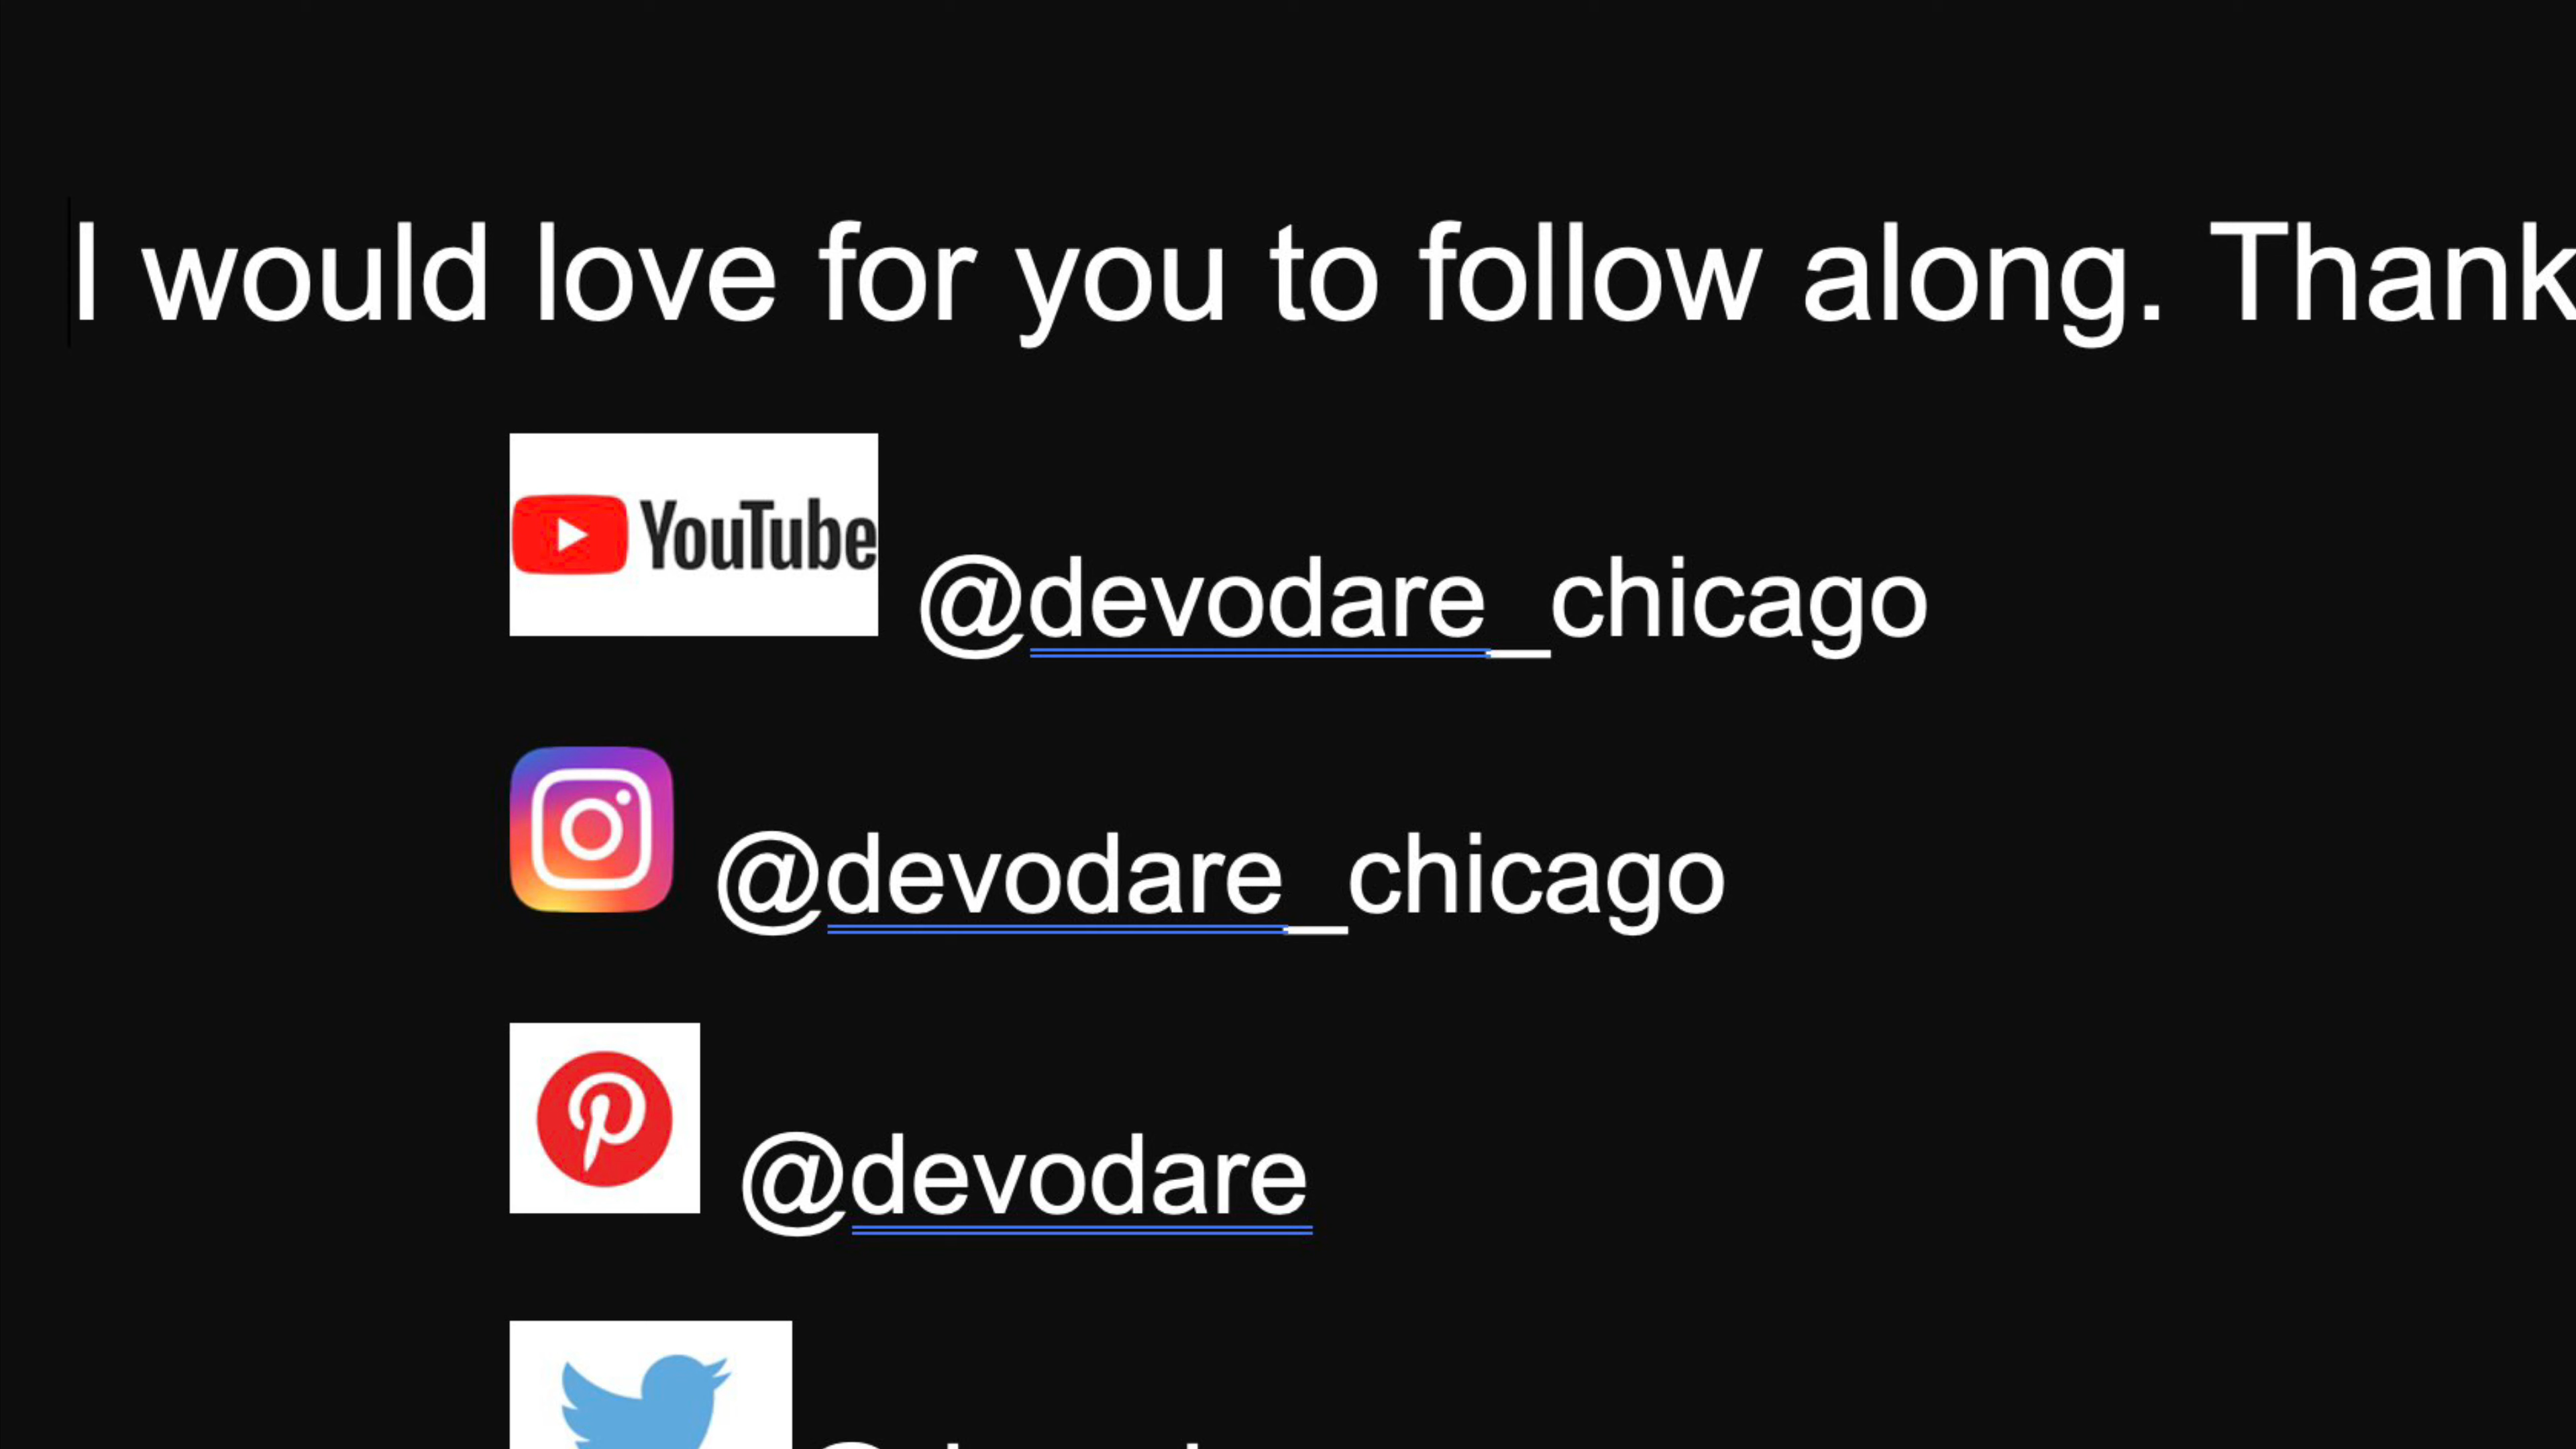 I would love for you to follow along. Thank
YouTube @devodare_chicago
@devodare_chicago
@devodare